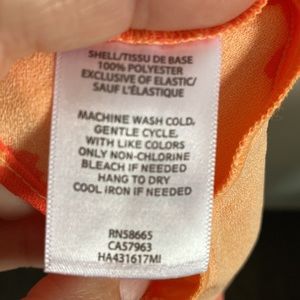 SHELL/TISSU DE BASE
100% POLYESTER
EXCLUSIVE OF ELASTIC/
SAUF L'ÉLASTIQUE
MACHINE WASH COLD,
GENTLE CYCLE,
WITH LIKE COLORS
ONLY NON-CHLORINE
BLEACH IF NEEDED
HANG TO DRY
COOL IRON IF NEEDED
RN58665
CA57963
HA431617MI